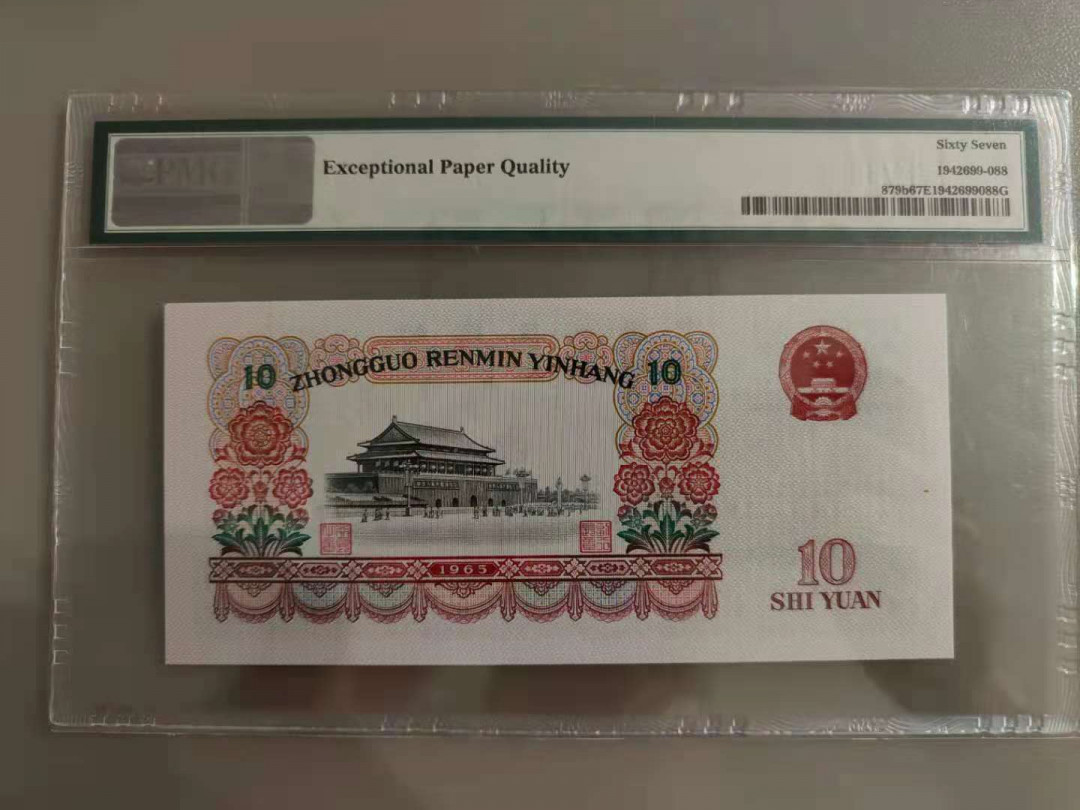 PMG
Exceptional Paper Quality
Sixty Seven
1942699-088
879b67E1942699088G
10 ZHONGGUO RENMIN YINHANG 10
1965
10
SHI YUAN